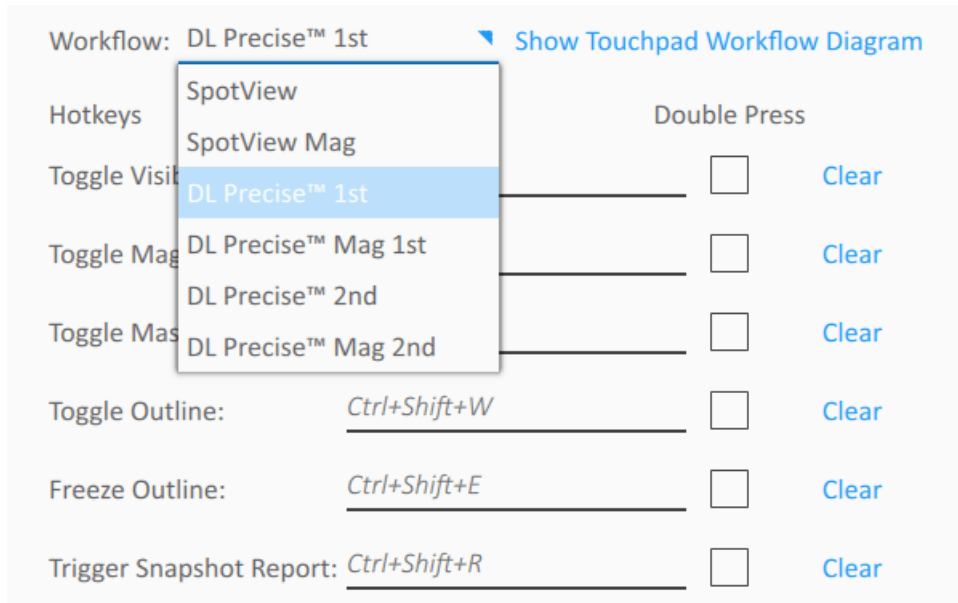 Workflow: DL Precise™ 1st Show Touchpad Workflow Diagram
SpotView
Hotkeys Double Press
SpotView Mag
Toggle Visib Clear
DL Precise™ 1st
DL Precise™ Mag 1st
Toggle Mag Clear
DL Precise™ 2nd
Toggle Mas Clear
DL Precise™ Mag 2nd
Toggle Outline: Ctrl+Shift+W Clear
Freeze Outline: Ctrl+Shift+E Clear
Trigger Snapshot Report: Ctrl+Shift+R Clear